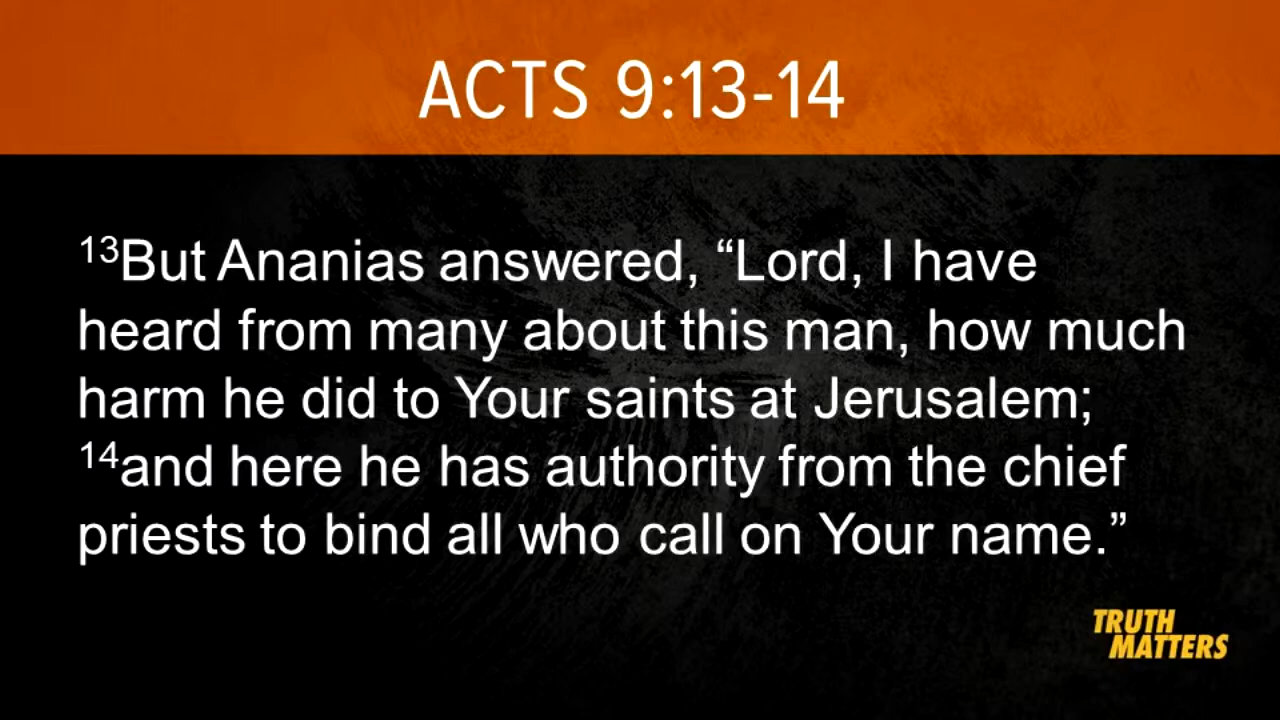 ACTS 9:13-14
¹³But Ananias answered, “Lord, I have
heard from many about this man, how much
harm he did to Your saints at Jerusalem;
¹⁴and here he has authority from the chief
priests to bind all who call on Your name.”
TRUTH
MATTERS